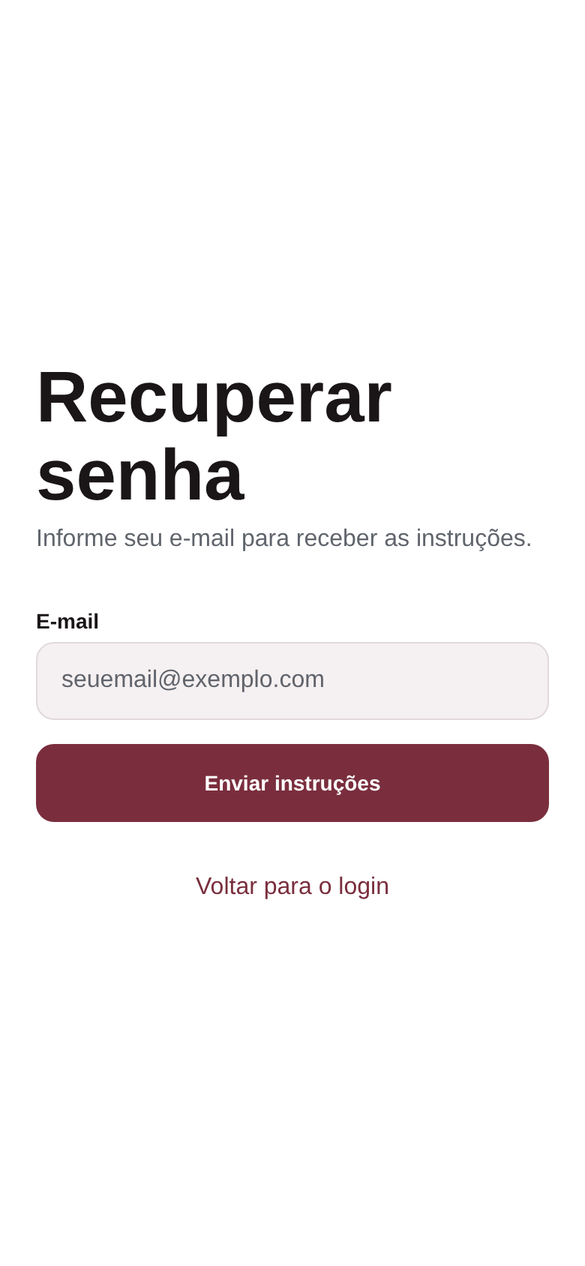 Recuperar
senha
Informe seu e-mail para receber as instruções.
E-mail
seuemail@exemplo.com
Enviar instruções
Voltar para o login